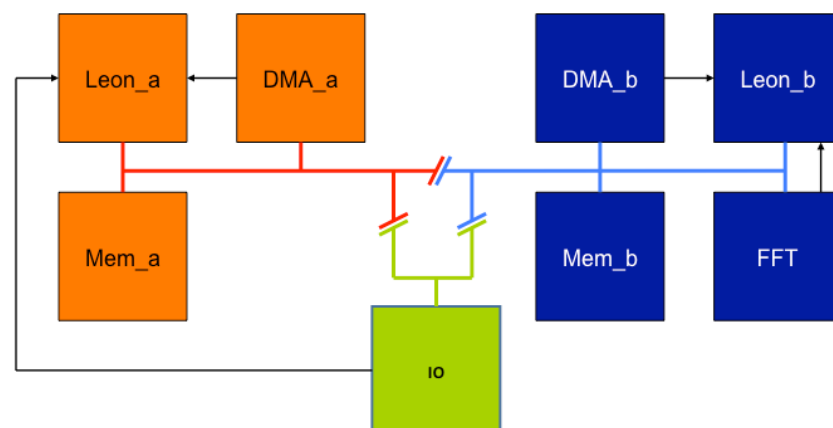 Leon_a
DMA_a
DMA_b
Leon_b
Mem_a
Mem_b
FFT
IO